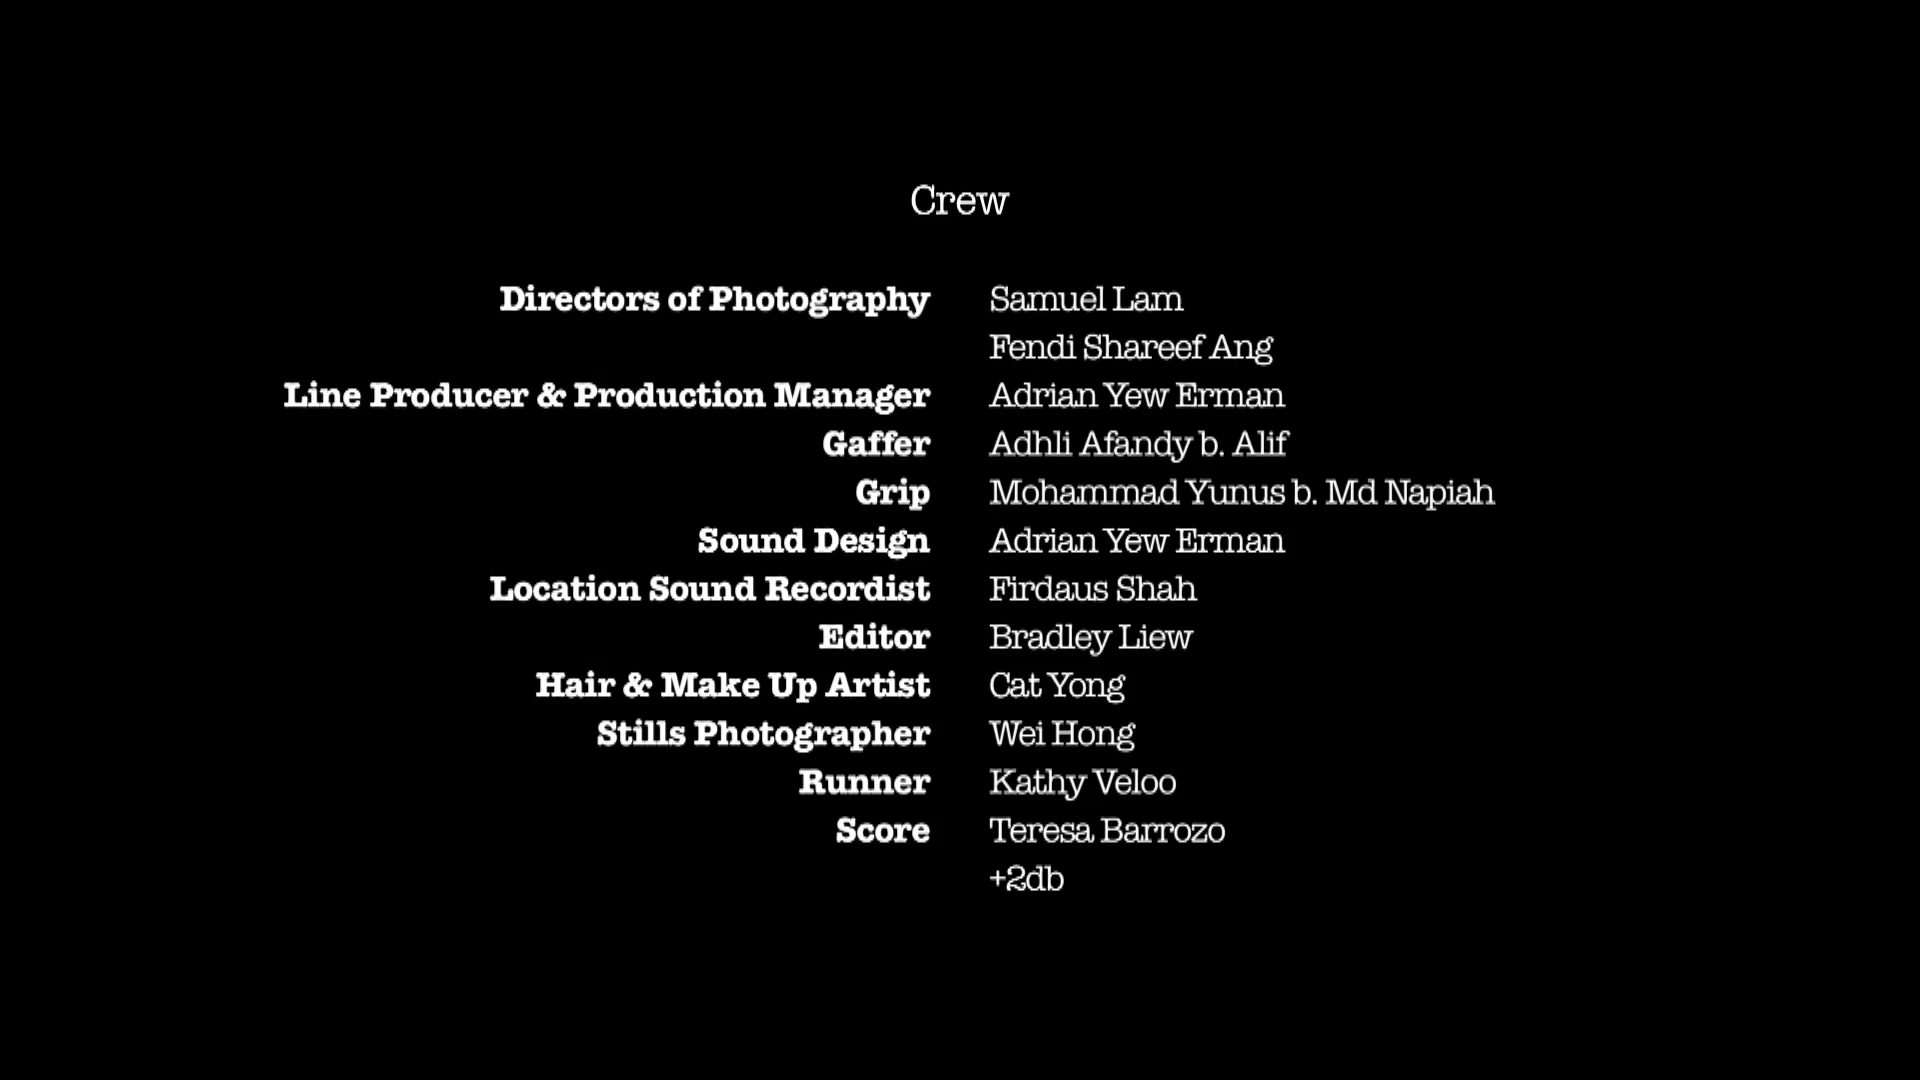 Crew
Directors of Photography Samuel Lam
Fendi Shareef Ang
Line Producer & Production Manager Adrian Yew Erman
Gaffer Adhli Afandy b. Alif
Grip Mohammad Yunus b. Md Napiah
Sound Design Adrian Yew Erman
Location Sound Recordist Firdaus Shah
Editor Bradley Liew
Hair & Make Up Artist Cat Yong
Stills Photographer Wei Hong
Runner Kathy Veloo
Score Teresa Barrozo
+2db